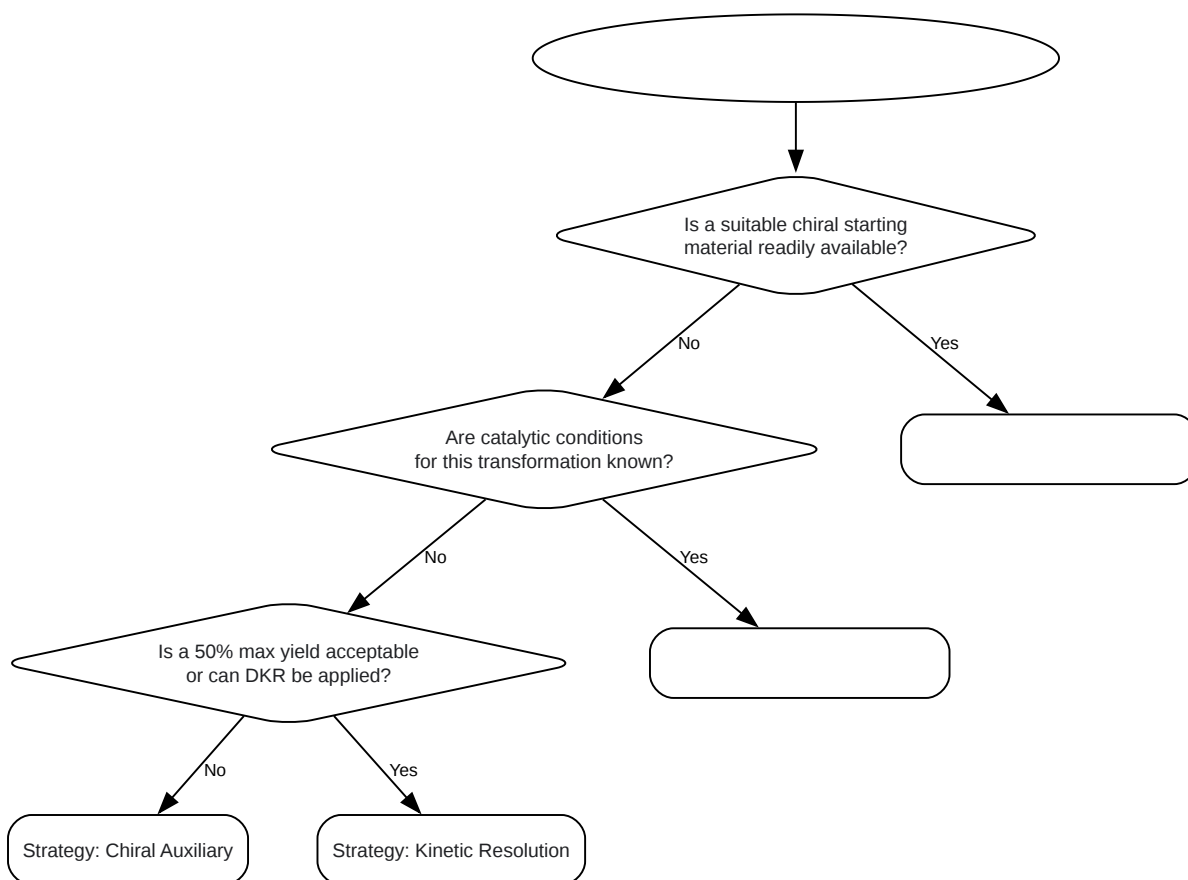 Is a suitable chiral starting
material readily available?
No
Yes
Are catalytic conditions
for this transformation known?
No
Yes
Is a 50% max yield acceptable
or can DKR be applied?
No
Yes
Strategy: Chiral Auxiliary
Strategy: Kinetic Resolution